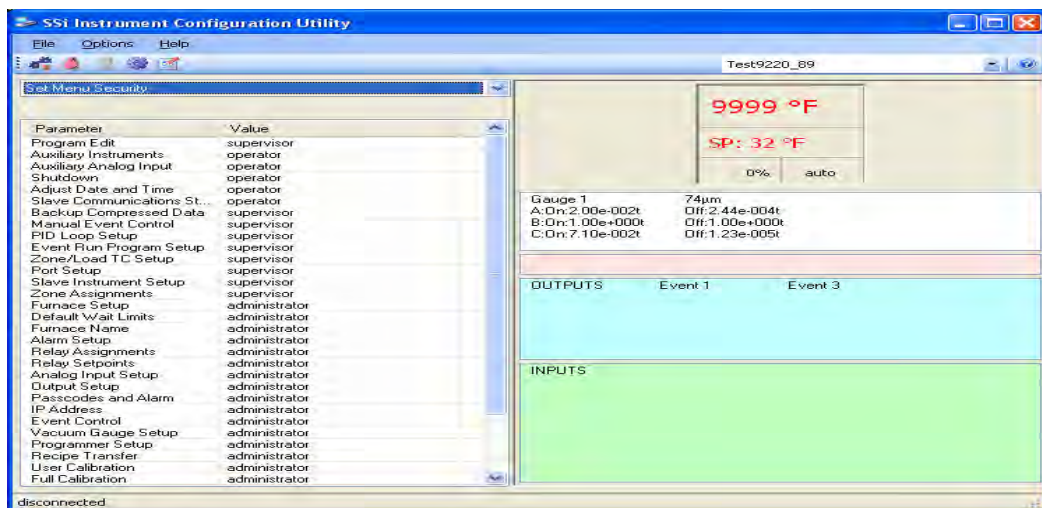 SSi Instrument Configuration Utility
File Options Help
Test9220_89
Set Menu Security
Parameter Value
Program Edit supervisor
Auxiliary Instruments operator
Auxiliary Analog Input operator
Shutdown operator
Adjust Date and Time operator
Slave Communications St... operator
Backup Compressed Data supervisor
Manual Event Control supervisor
PID Loop Setup supervisor
Event Run Program Setup supervisor
Zone/Load TC Setup supervisor
Port Setup supervisor
Slave Instrument Setup supervisor
Zone Assignments supervisor
Furnace Setup administrator
Default Wait Limits administrator
Furnace Name administrator
Alarm Setup administrator
Relay Assignments administrator
Relay Setpoints administrator
Analog Input Setup administrator
Output Setup administrator
Passcodes and Alarm administrator
IP Address administrator
Event Control administrator
Vacuum Gauge Setup administrator
Programmer Setup administrator
Recipe Transfer administrator
User Calibration administrator
Full Calibration administrator
9999 °F
SP: 32 °F
0% auto
Gauge 1 74µm
A:On:2.00e-002t Off:2.44e-004t
B:On:1.00e+000t Off:1.00e+000t
C:On:7.10e-002t Off:1.23e-005t
OUTPUTS Event 1 Event 3
INPUTS
disconnected